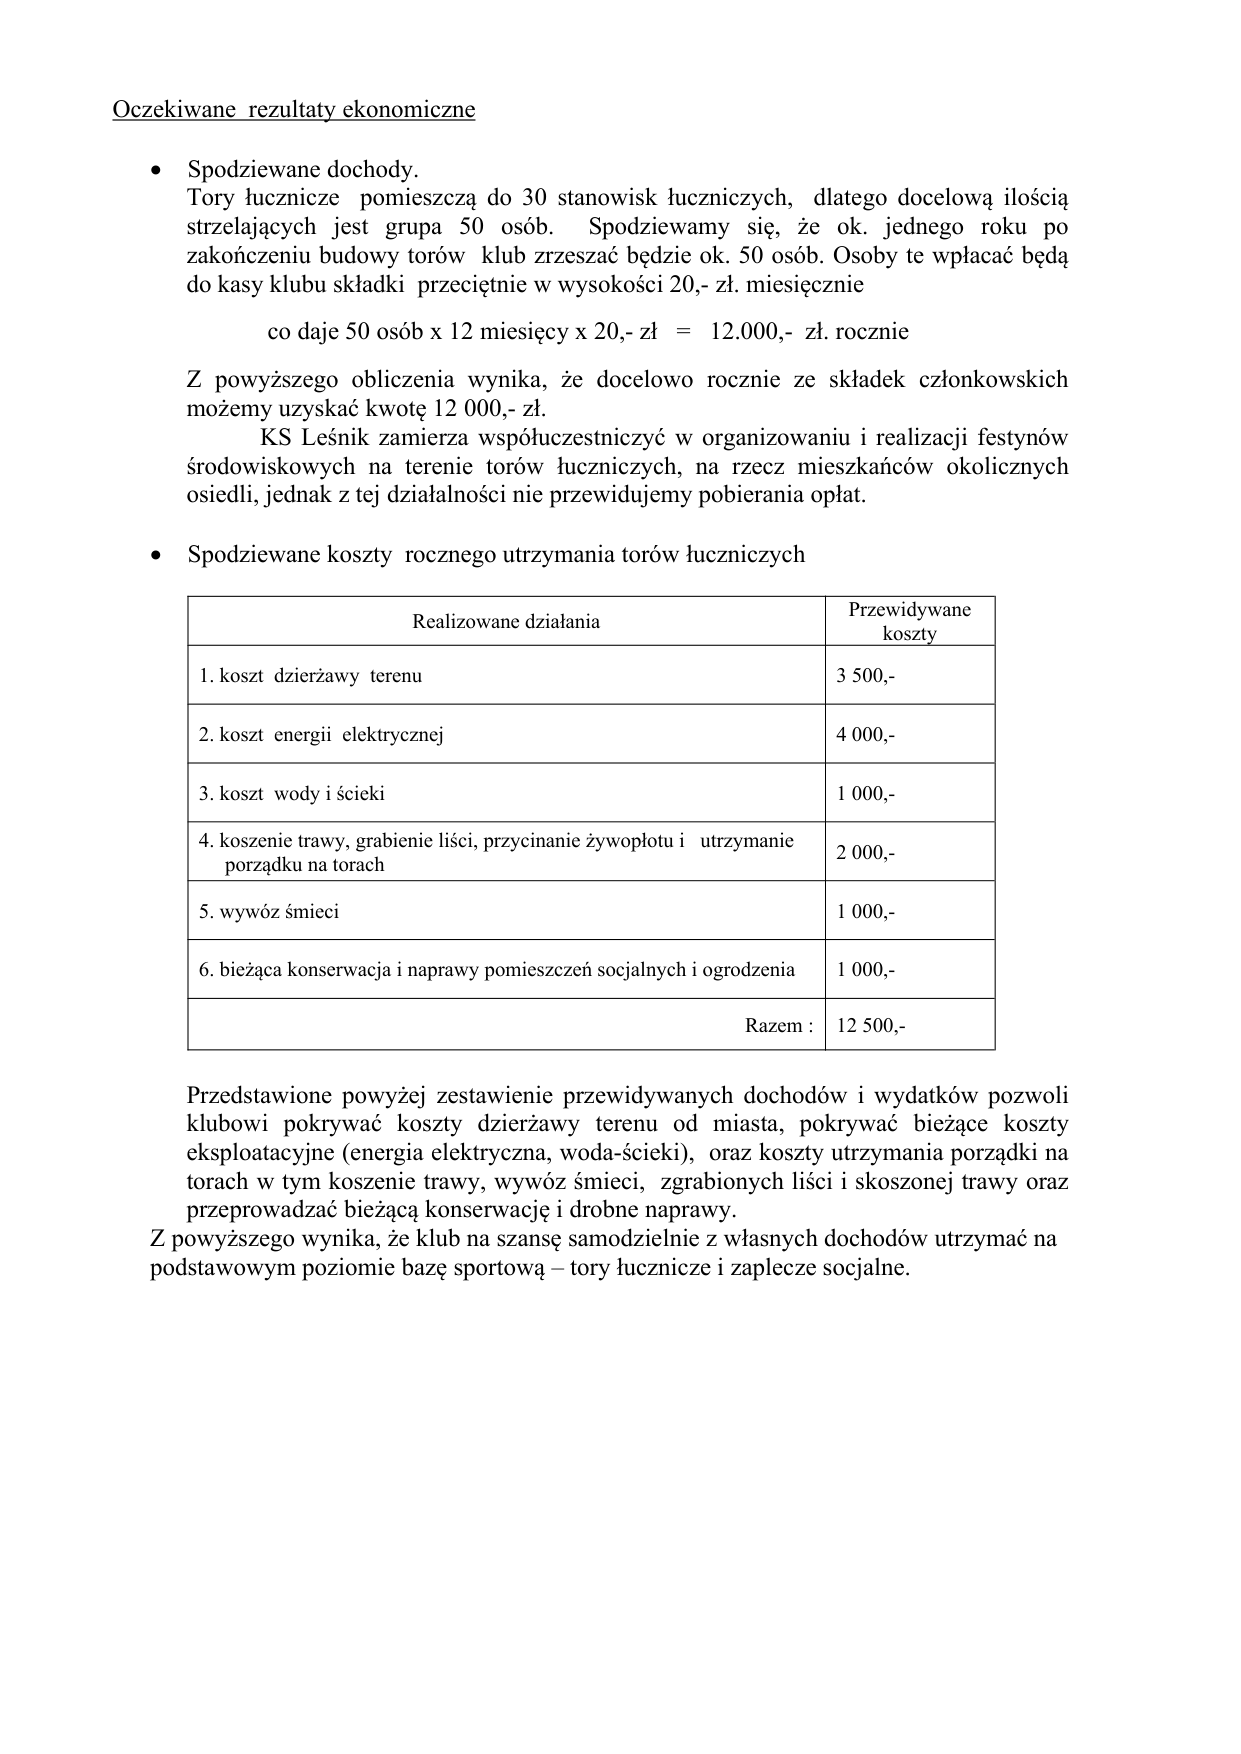 Oczekiwane  rezultaty ekonomiczne
• Spodziewane dochody.
Tory łucznicze  pomieszczą do 30 stanowisk łuczniczych,  dlatego docelową ilością
strzelających jest grupa 50 osób.  Spodziewamy się, że ok. jednego roku po
zakończeniu budowy torów  klub zrzeszać będzie ok. 50 osób. Osoby te wpłacać będą
do kasy klubu składki  przeciętnie w wysokości 20,- zł. miesięcznie
co daje 50 osób x 12 miesięcy x 20,- zł  =  12.000,-  zł. rocznie
Z powyższego obliczenia wynika, że docelowo rocznie ze składek członkowskich
możemy uzyskać kwotę 12 000,- zł.
KS Leśnik zamierza współuczestniczyć w organizowaniu i realizacji festynów
środowiskowych na terenie torów łuczniczych, na rzecz mieszkańców okolicznych
osiedli, jednak z tej działalności nie przewidujemy pobierania opłat.
• Spodziewane koszty  rocznego utrzymania torów łuczniczych
Realizowane działania
Przewidywane
koszty
1. koszt  dzierżawy  terenu
3 500,-
2. koszt  energii  elektrycznej
4 000,-
3. koszt  wody i ścieki
1 000,-
4. koszenie trawy, grabienie liści, przycinanie żywopłotu i  utrzymanie
porządku na torach
2 000,-
5. wywóz śmieci
1 000,-
6. bieżąca konserwacja i naprawy pomieszczeń socjalnych i ogrodzenia
1 000,-
Razem :
12 500,-
Przedstawione powyżej zestawienie przewidywanych dochodów i wydatków pozwoli
klubowi pokrywać koszty dzierżawy terenu od miasta, pokrywać bieżące koszty
eksploatacyjne (energia elektryczna, woda-ścieki),  oraz koszty utrzymania porządki na
torach w tym koszenie trawy, wywóz śmieci,  zgrabionych liści i skoszonej trawy oraz
przeprowadzać bieżącą konserwację i drobne naprawy.
Z powyższego wynika, że klub na szansę samodzielnie z własnych dochodów utrzymać na
podstawowym poziomie bazę sportową – tory łucznicze i zaplecze socjalne.